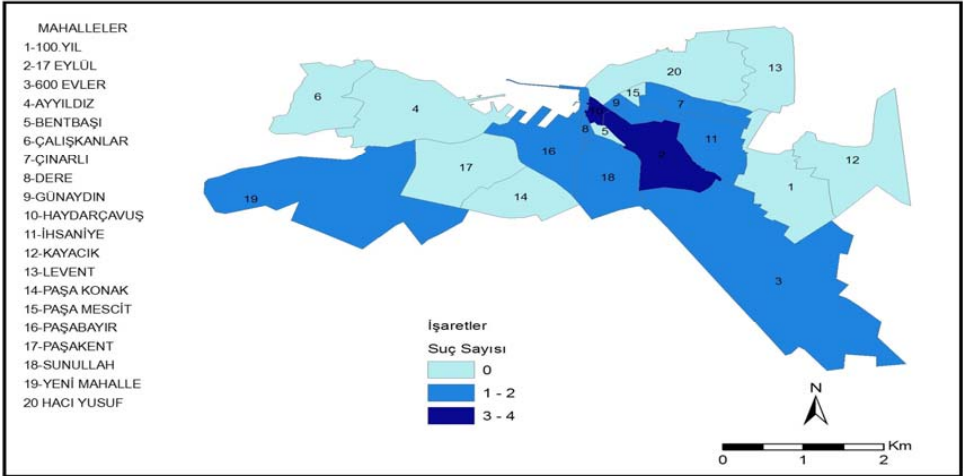 MAHALLELER
1-100.YIL
2-17 EYLÜL
3-600 EVLER
4-AYYILDIZ
5-BENTBAŞI
6-ÇALIŞKANLAR
7-ÇINARLI
8-DERE
9-GÜNAYDIN
10-HAYDARÇAVUŞ
11-İHSANİYE
12-KAYACIK
13-LEVENT
14-PAŞA KONAK
15-PAŞA MESCİT
16-PAŞABAYIR
17-PAŞAKENT
18-SUNULLAH
19-YENİ MAHALLE
20 HACI YUSUF
13
20
15
6
9
7
4
10
8
5
11
16
2
12
17
18
1
14
19
3
İşaretler
Suç Sayısı
0
1 - 2
3 - 4
N
Km
0 1 2